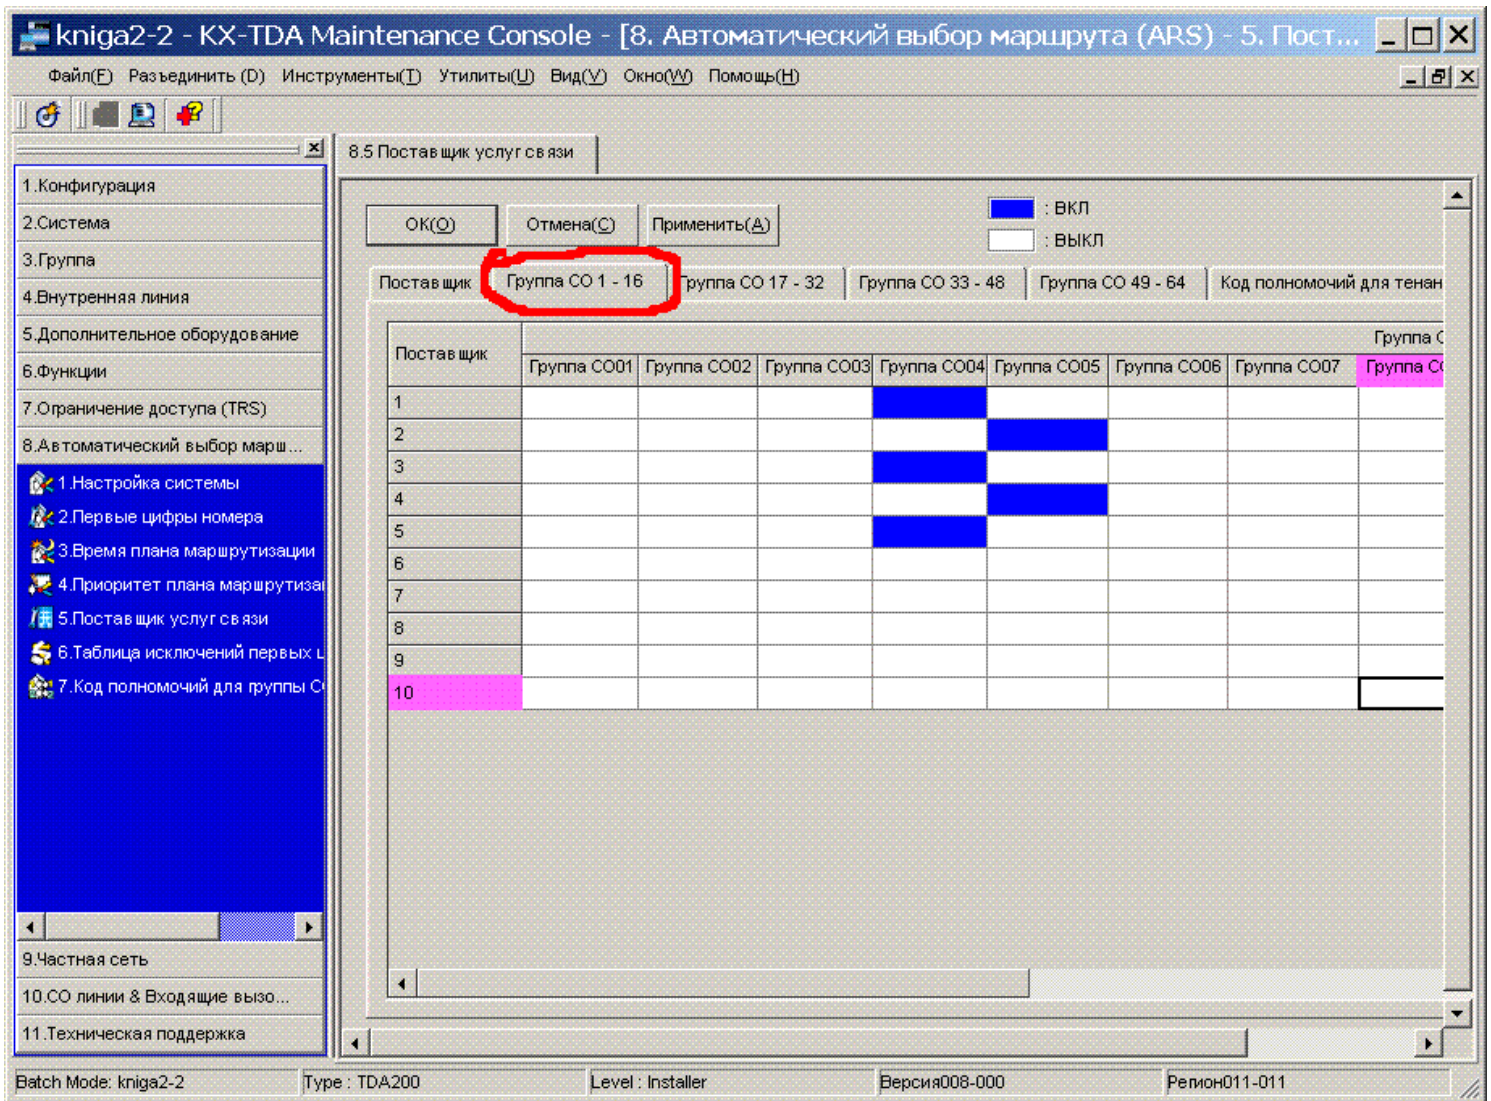 kniga2-2 - KX-TDA Maintenance Console - [8. Автоматический выбор маршрута (ARS) - 5. Пост...
Файл(F) Разъединить (D) Инструменты(T) Утилиты(U) Вид(V) Окно(W) Помощь(H)
8.5 Поставщик услуг связи
1.Конфигурация
2.Система
3.Группа
4.Внутренняя линия
5.Дополнительное оборудование
6.Функции
7.Ограничение доступа (TRS)
8.Автоматический выбор марш...
1.Настройка системы
2.Первые цифры номера
3.Время плана маршрутизации
4.Приоритет плана маршрутиза
5.Поставщик услуг связи
6.Таблица исключений первых ц
7.Код полномочий для группы C
9.Частная сеть
10.CO линии & Входящие вызо...
11.Техническая поддержка
OK(O) Отмена(C) Применить(A)
: ВКЛ
: ВЫКЛ
Поставщик Группа CO 1 - 16 Группа CO 17 - 32 Группа CO 33 - 48 Группа CO 49 - 64 Код полномочий для тенан
Поставщик Группа C
Группа CO01 Группа CO02 Группа CO03 Группа CO04 Группа CO05 Группа CO06 Группа CO07 Группа CO
1
2
3
4
5
6
7
8
9
10
Batch Mode: kniga2-2 Type : TDA200 Level : Installer Версия008-000 Регион011-011